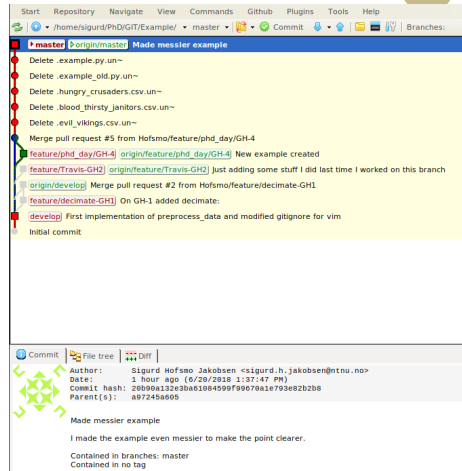 Start Repository Navigate View Commands Github Plugins Tools Help
/home/sigurd/PhD/GIT/Example/ master Commit Branches:
master origin/master Made messier example
Delete .example.py.un~
Delete .example_old.py.un~
Delete .hungry_crusaders.csv.un~
Delete .blood_thirsty_janitors.csv.un~
Delete .evil_vikings.csv.un~
Merge pull request #5 from Hofsmo/feature/phd_day/GH-4
feature/phd_day/GH-4 origin/feature/phd_day/GH-4 New example created
feature/Travis-GH2 origin/feature/Travis-GH2 Just adding some stuff I did last time I worked on this branch
origin/develop Merge pull request #2 from Hofsmo/feature/decimate-GH1
feature/decimate-GH1 On GH-1 added decimate:
develop First implementation of preprocess_data and modified gitignore for vim
Initial commit
Commit File tree Diff
Author: Sigurd Hofsmo Jakobsen <sigurd.h.jakobsen@ntnu.no>
Date: 1 hour ago (6/20/2018 1:37:47 PM)
Commit hash: 20b90a132e3ba61084599f99670a1e793e82b2b8
Parent(s): a97245a605
Made messier example
I made the example even messier to make the point clearer.
Contained in branches: master
Contained in no tag